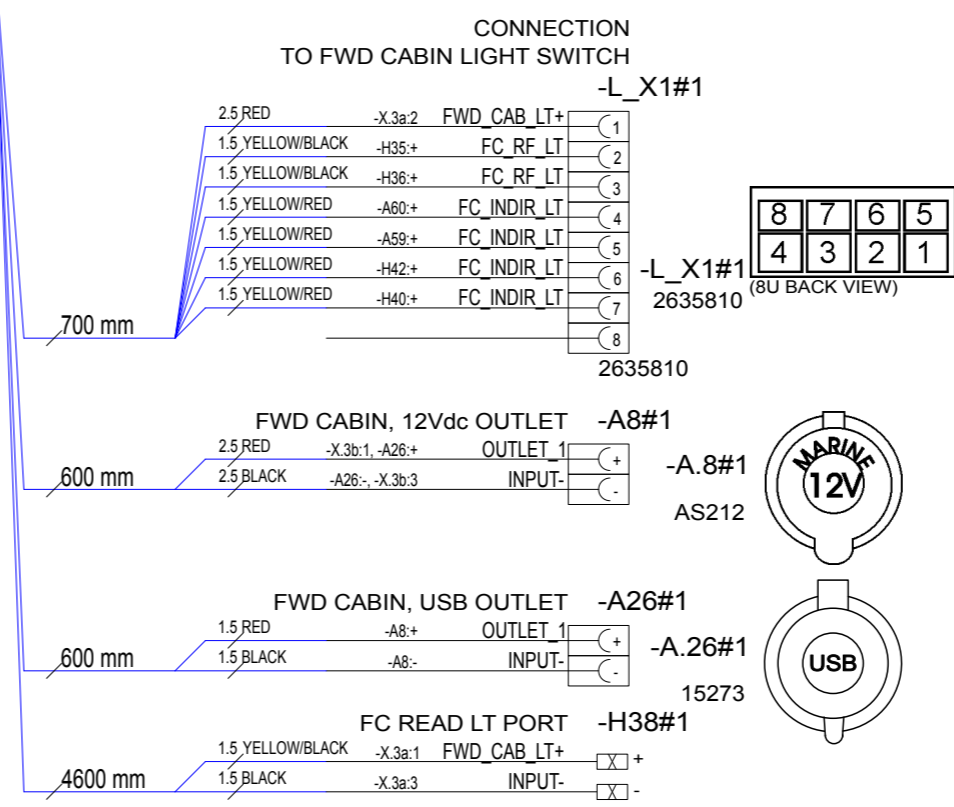 CONNECTION
TO FWD CABIN LIGHT SWITCH
-L_X1#1
2.5 RED -X.3a:2 FWD_CAB_LT+ 1
1.5 YELLOW/BLACK -H35:+ FC_RF_LT 2
1.5 YELLOW/BLACK -H36:+ FC_RF_LT 3
1.5 YELLOW/RED -A60:+ FC_INDIR_LT 4
1.5 YELLOW/RED -A59:+ FC_INDIR_LT 5
1.5 YELLOW/RED -H42:+ FC_INDIR_LT 6
1.5 YELLOW/RED -H40:+ FC_INDIR_LT 7
8
700 mm
2635810
-L_X1#1
2635810
8 7 6 5
4 3 2 1
(8U BACK VIEW)
FWD CABIN, 12Vdc OUTLET -A8#1
2.5 RED -X.3b:1, -A26:+ OUTLET_1 +
600 mm 2.5 BLACK -A26:-, -X.3b:3 INPUT- -
-A.8#1
AS212
MARINE
12V
FWD CABIN, USB OUTLET -A26#1
1.5 RED -A8:+ OUTLET_1 +
600 mm 1.5 BLACK -A8:- INPUT- -
-A.26#1
15273
USB
FC READ LT PORT -H38#1
1.5 YELLOW/BLACK -X.3a:1 FWD_CAB_LT+ X +
4600 mm 1.5 BLACK -X.3a:3 INPUT- X -